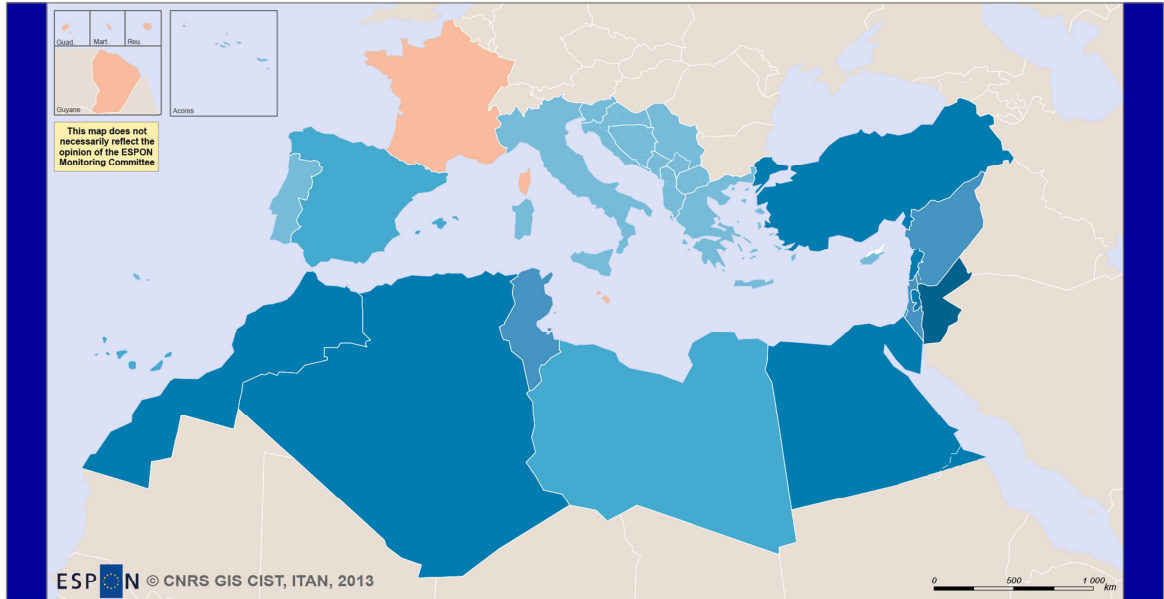 Guad.
Mart.
Reu.
Guyane
Acores
This map does not
necessarily reflect the
opinion of the ESPON
Monitoring Committee
ESPON © CNRS GIS CIST, ITAN, 2013
0 500 1 000
km